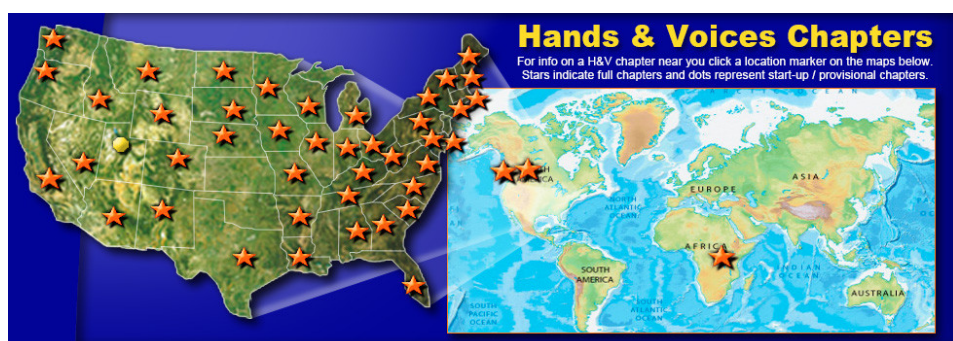 Hands & Voices Chapters
For info on a H&V chapter near you click a location marker on the maps below.
Stars indicate full chapters and dots represent start-up / provisional chapters.
EUROPE
ASIA
NORTH
ATLANTIC
OCEAN
AFRICA
INDIAN
OCEAN
SOUTH
AMERICA
AUSTRALIA
SOUTH
PACIFIC
OCEAN
SOUTH
ATLANTIC
OCEAN